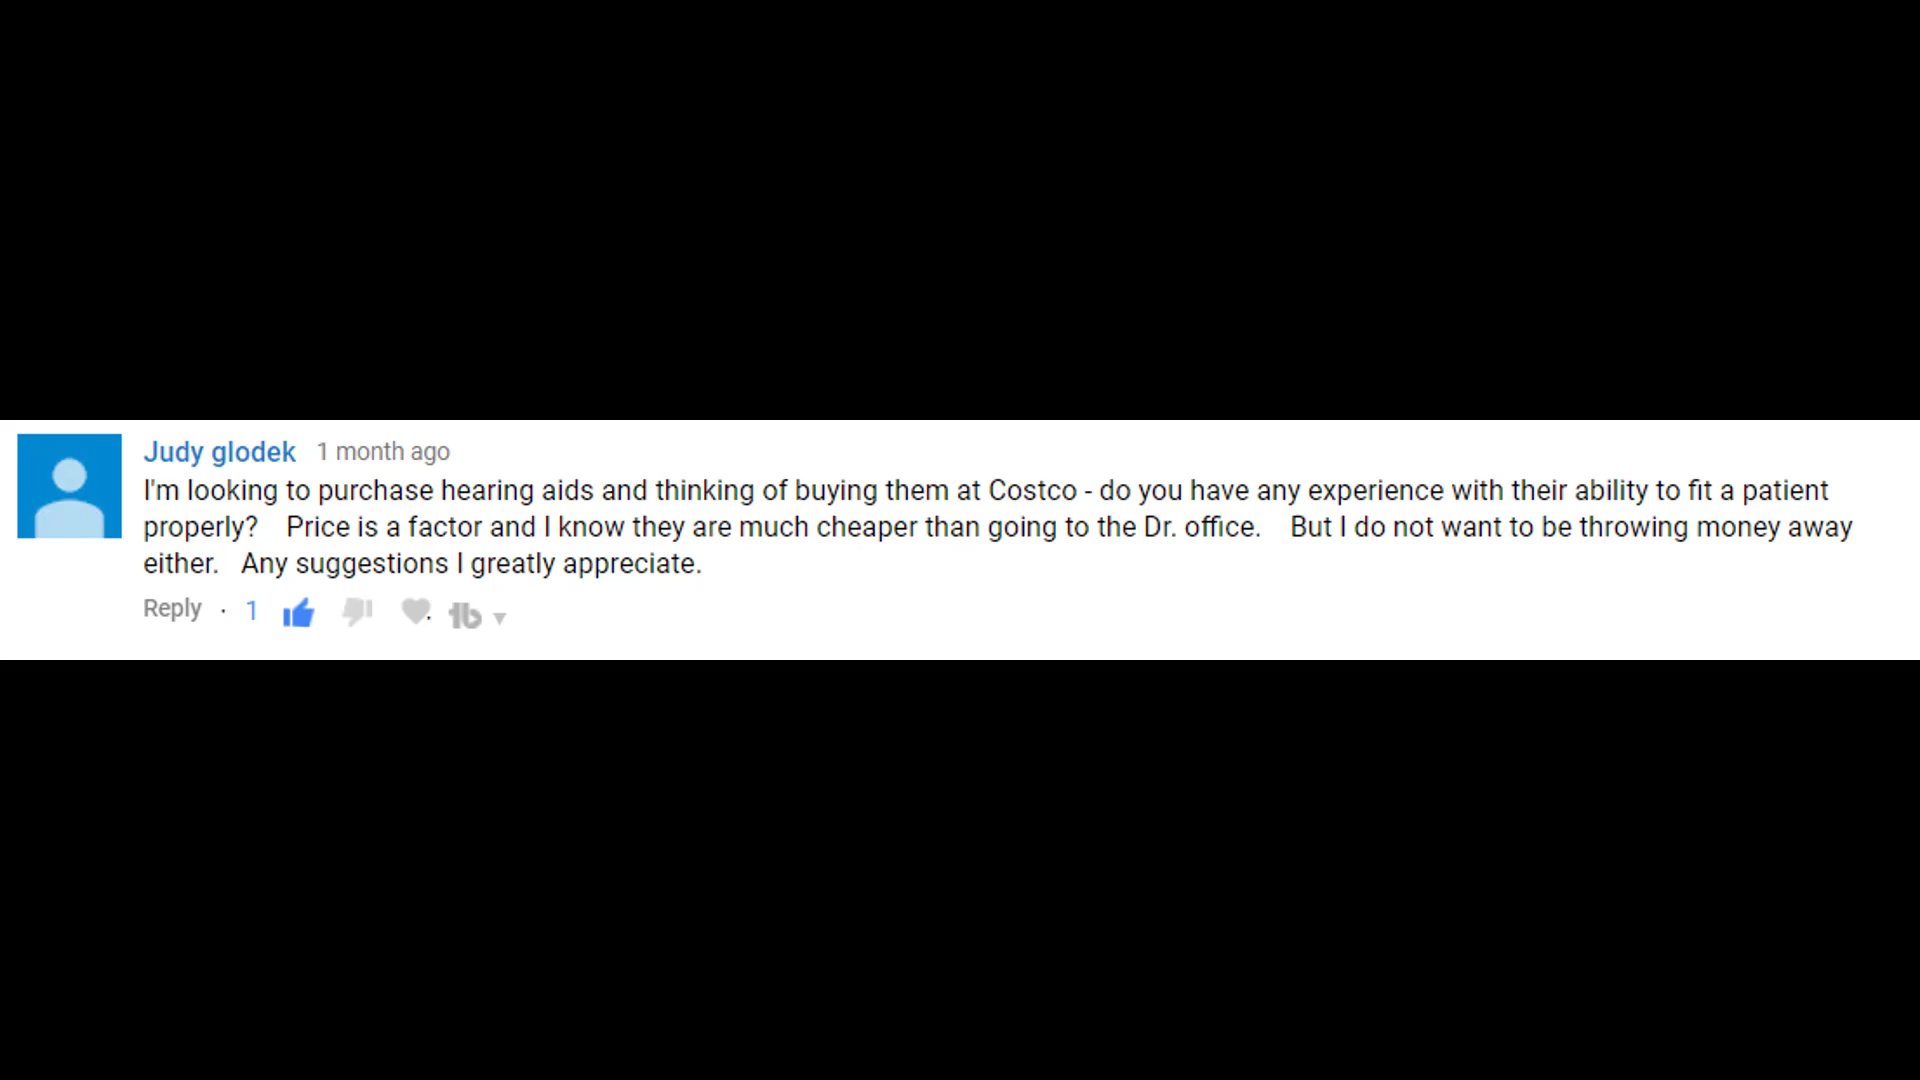 Judy glodek 1 month ago
I'm looking to purchase hearing aids and thinking of buying them at Costco - do you have any experience with their ability to fit a patient
properly? Price is a factor and I know they are much cheaper than going to the Dr. office. But I do not want to be throwing money away
either. Any suggestions I greatly appreciate.
Reply · 1 tb